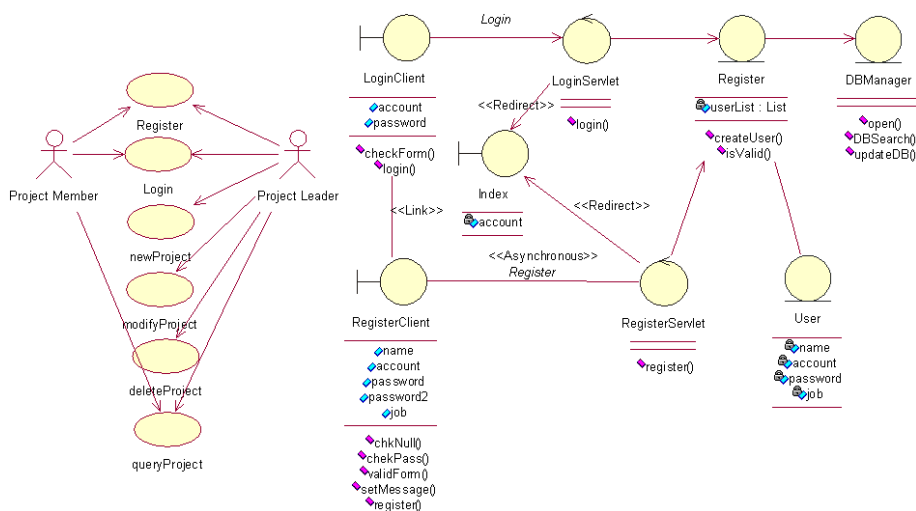 Register
Project Member
Project Leader
Login
newProject
modifyProject
deleteProject
queryProject
Login
LoginClient
account
password
checkForm()
login()
LoginServlet
login()
Register
userList : List
createUser()
isValid()
DBManager
open()
DBSearch()
updateDB()
<<Redirect>>
Index
account
<<Link>>
<<Redirect>>
<<Asynchronous>>
Register
RegisterClient
name
account
password
password2
job
chkNull()
chekPass()
validForm()
setMessage()
register()
RegisterServlet
register()
User
name
account
password
job